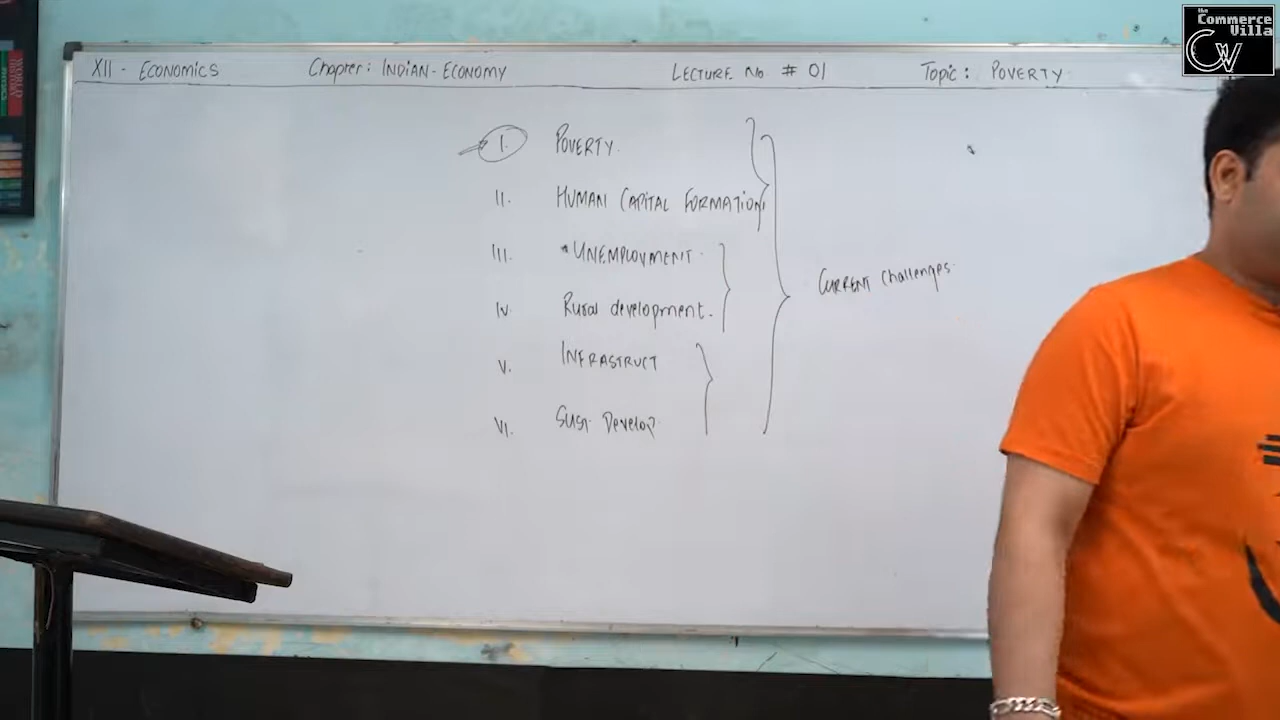 the Commerce Villa
CV
XII - ECONOMICS Chapter: INDIAN-ECONOMY LECTURE No # 01 Topic: POVERTY
I. POVERTY.
II. HUMAN CAPITAL FORMATION
III. *UNEMPLOYMENT.
IV. Rural development.
V. INFRASTRUCT
VI. SUST. Develop.
CURRENT Challenges.